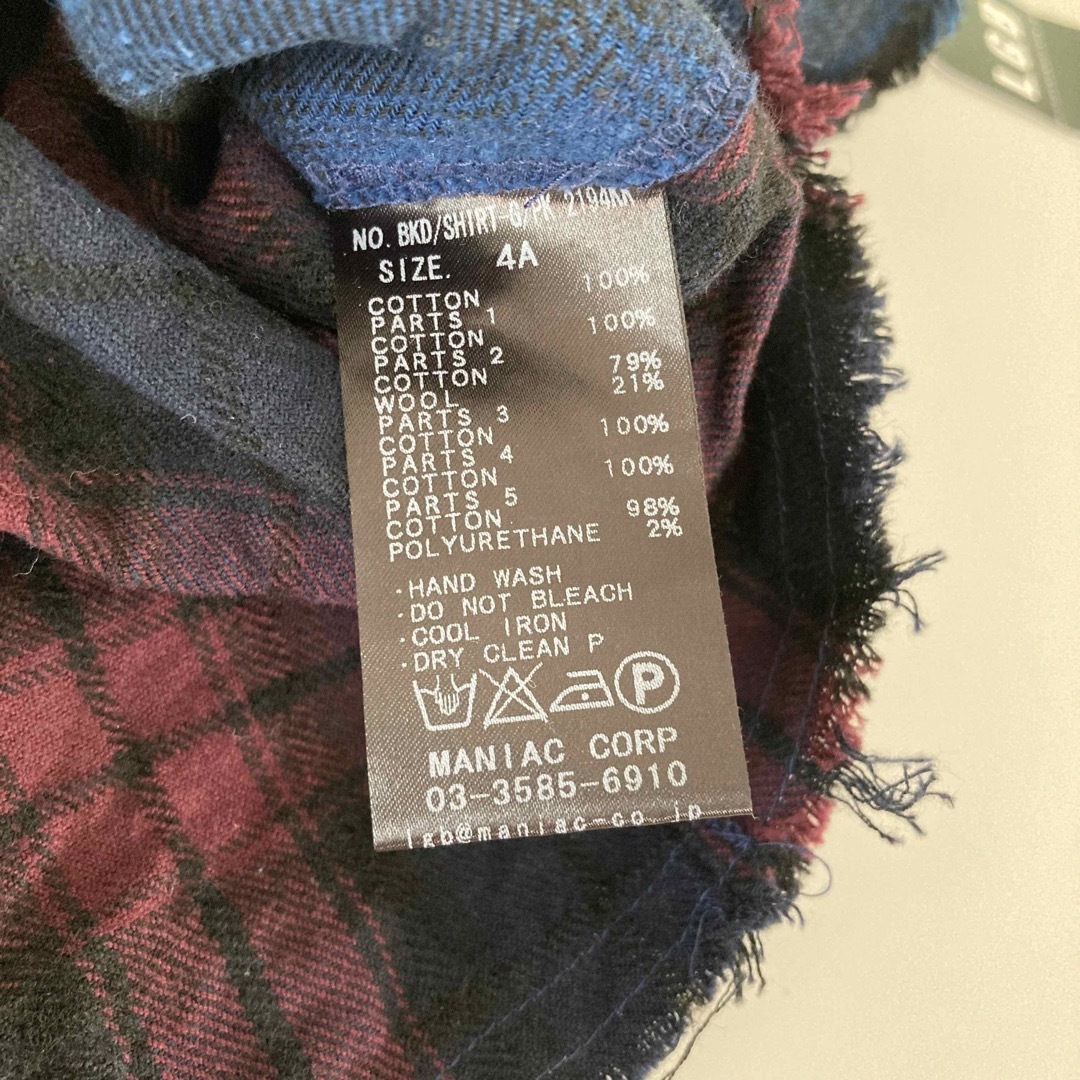 NO. BKD/SHIRT-G/PK 2194KK
SIZE. 4A
COTTON 100%
PARTS 1
COTTON 100%
PARTS 2
COTTON 79%
WOOL 21%
PARTS 3
COTTON 100%
PARTS 4
COTTON 100%
PARTS 5
COTTON 98%
POLYURETHANE 2%
・HAND WASH
・DO NOT BLEACH
・COOL IRON
・DRY CLEAN P
P
MANIAC CORP
03-3585-6910
lgb@maniac-co.jp